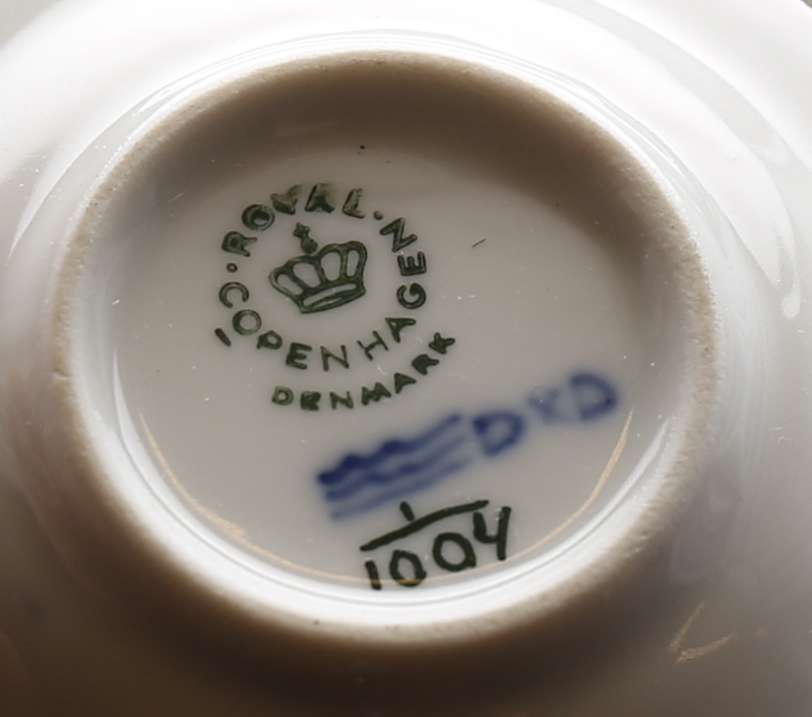 ROYAL.
COPENHAGEN
DENMARK
1
1004